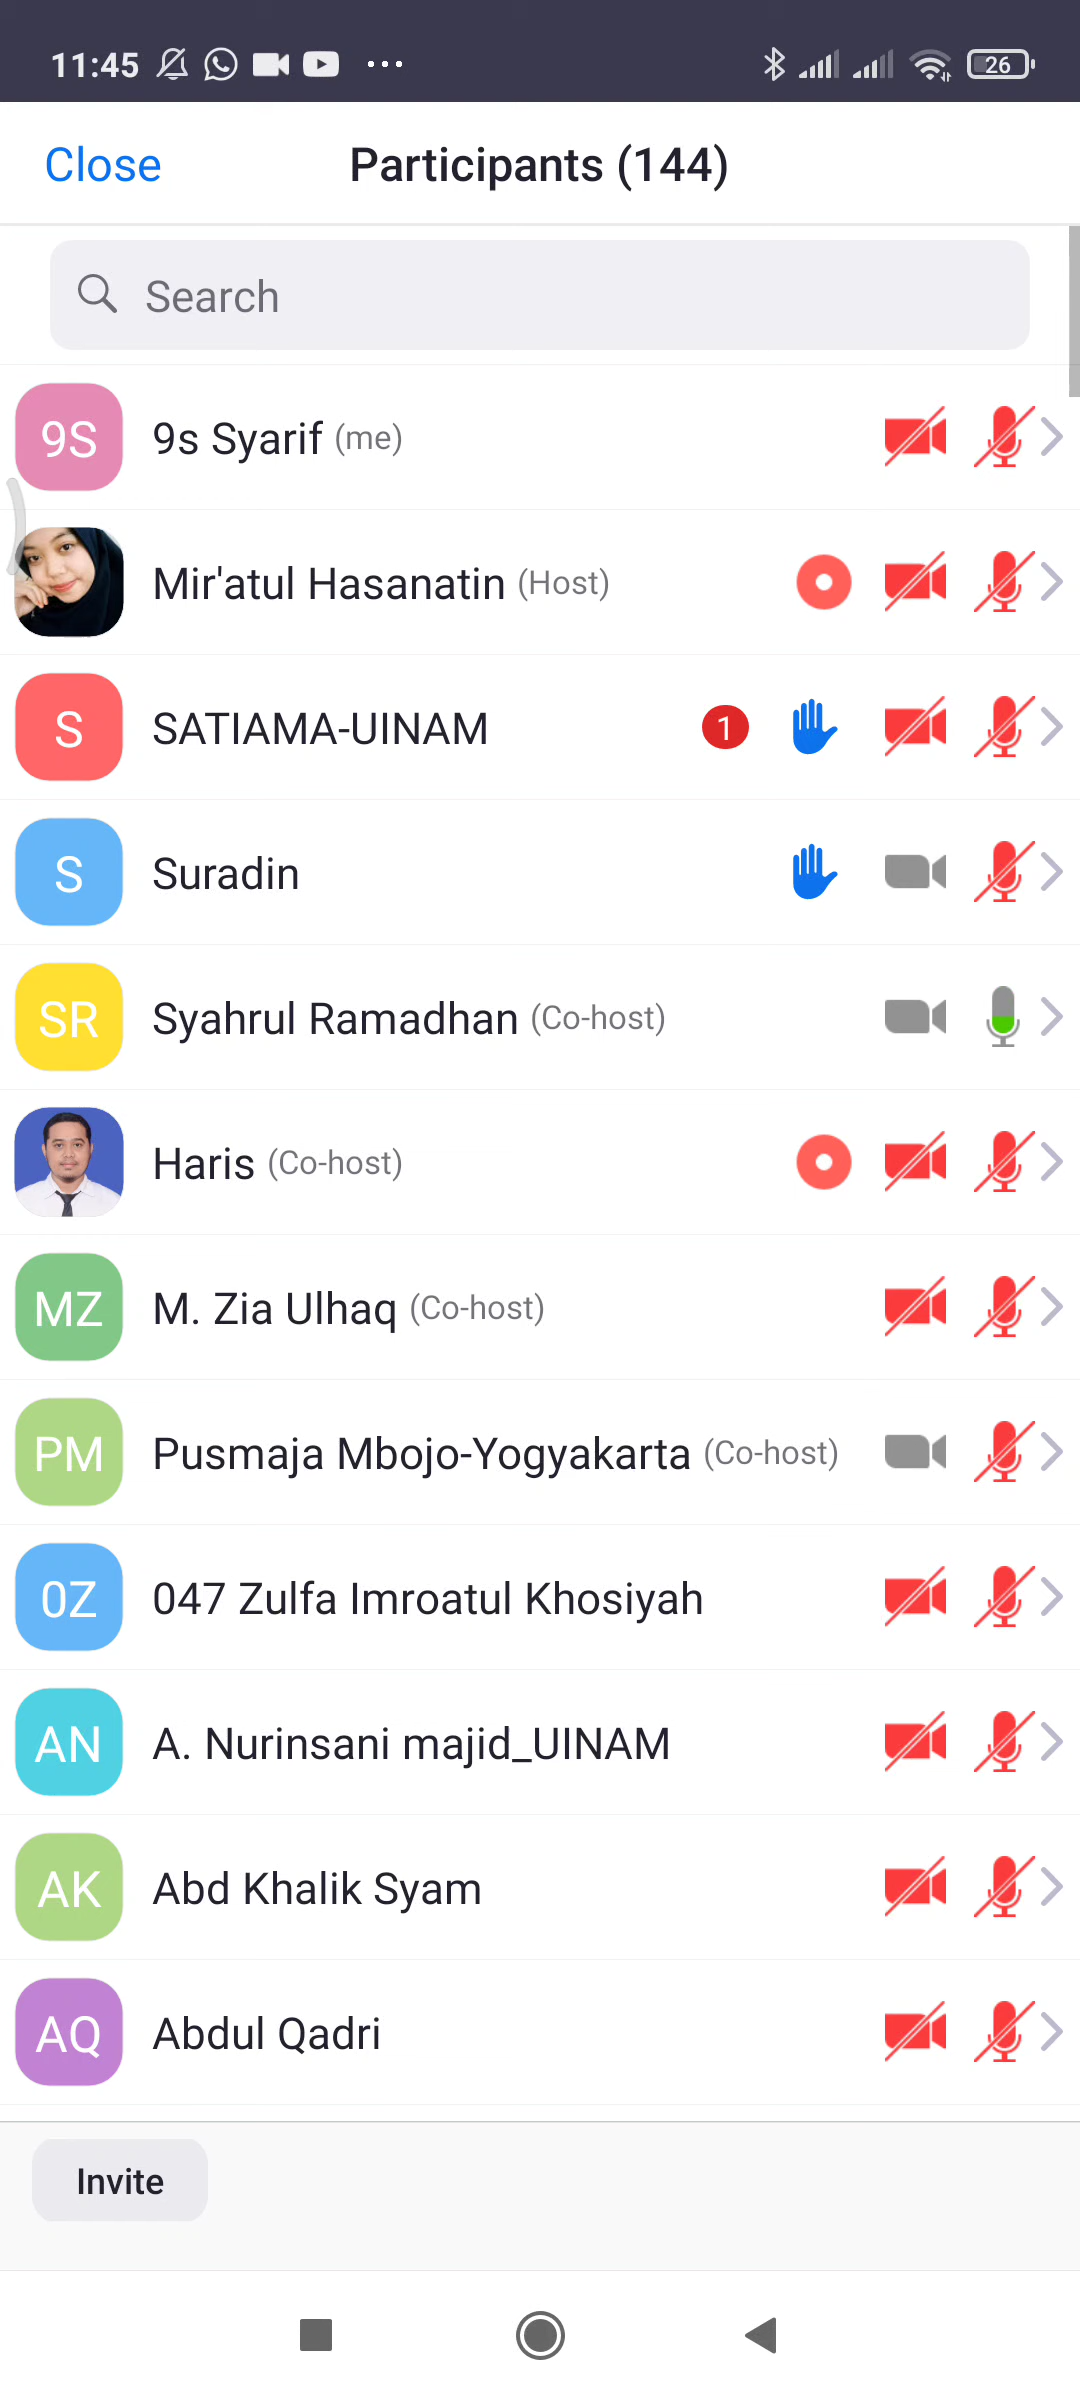 11:45 26
Close Participants (144)
Search
9S 9s Syarif (me)
Mir'atul Hasanatin (Host)
S SATIAMA-UINAM 1
S Suradin
SR Syahrul Ramadhan (Co-host)
Haris (Co-host)
MZ M. Zia Ulhaq (Co-host)
PM Pusmaja Mbojo-Yogyakarta (Co-host)
0Z 047 Zulfa Imroatul Khosiyah
AN A. Nurinsani majid_UINAM
AK Abd Khalik Syam
AQ Abdul Qadri
Invite